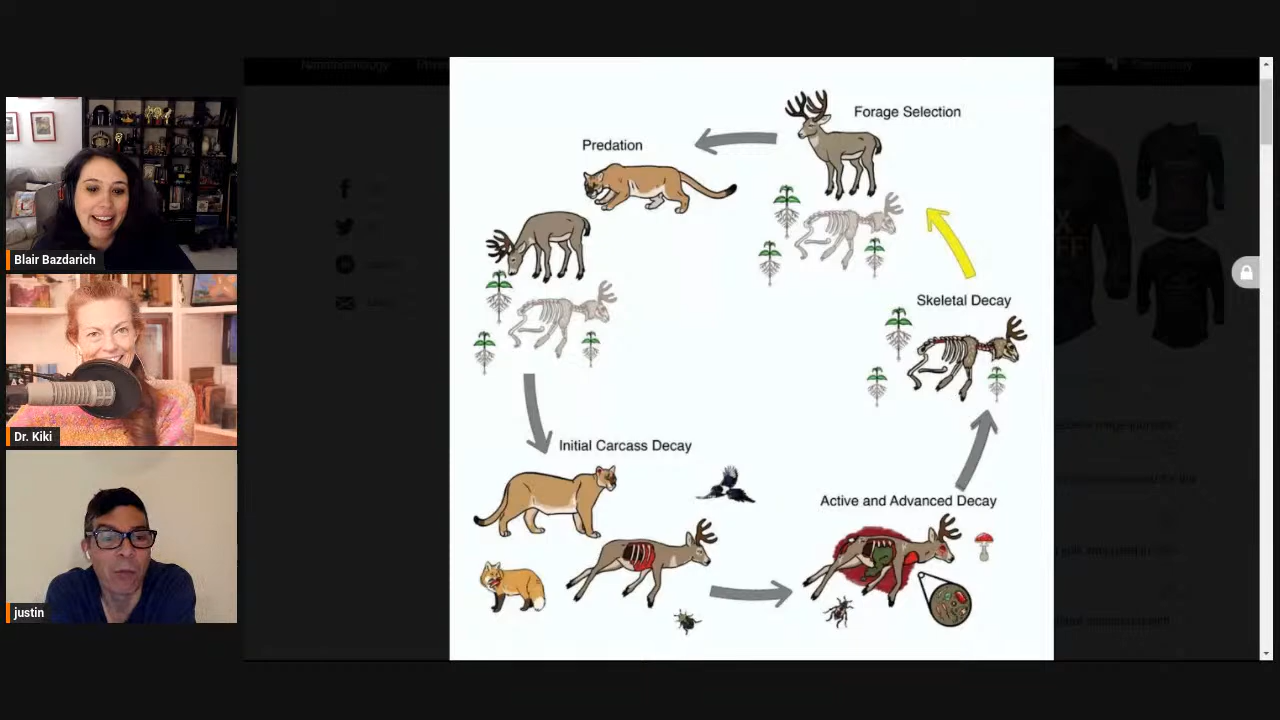 Blair Bazdarich
Dr. Kiki
justin
Forage Selection
Predation
Skeletal Decay
Initial Carcass Decay
Active and Advanced Decay